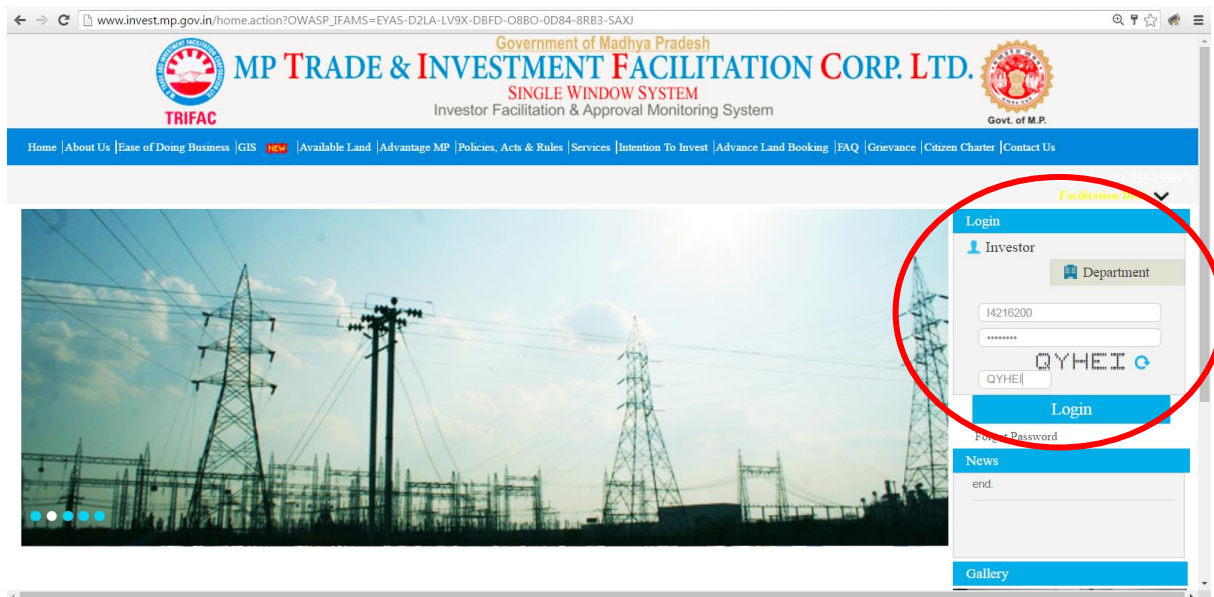 www.invest.mp.gov.in/home.action?OWASP_IFAMS=EYAS-D2LA-LV9X-DBFD-O8BO-0D84-8RB3-SAXJ
Government of Madhya Pradesh
MP TRADE & INVESTMENT FACILITATION CORP. LTD.
SINGLE WINDOW SYSTEM
Investor Facilitation & Approval Monitoring System
TRIFAC
Govt. of M.P.
Home |About Us |Ease of Doing Business |GIS NEW |Available Land |Advantage MP |Policies, Acts & Rules |Services |Intention To Invest |Advance Land Booking |FAQ |Grievance |Citizen Charter |Contact Us
Facilitation
Login
Investor
Department
I4216200
••••••••
QYHEI
QYHEI
Login
Forgot Password
News
end.
Gallery